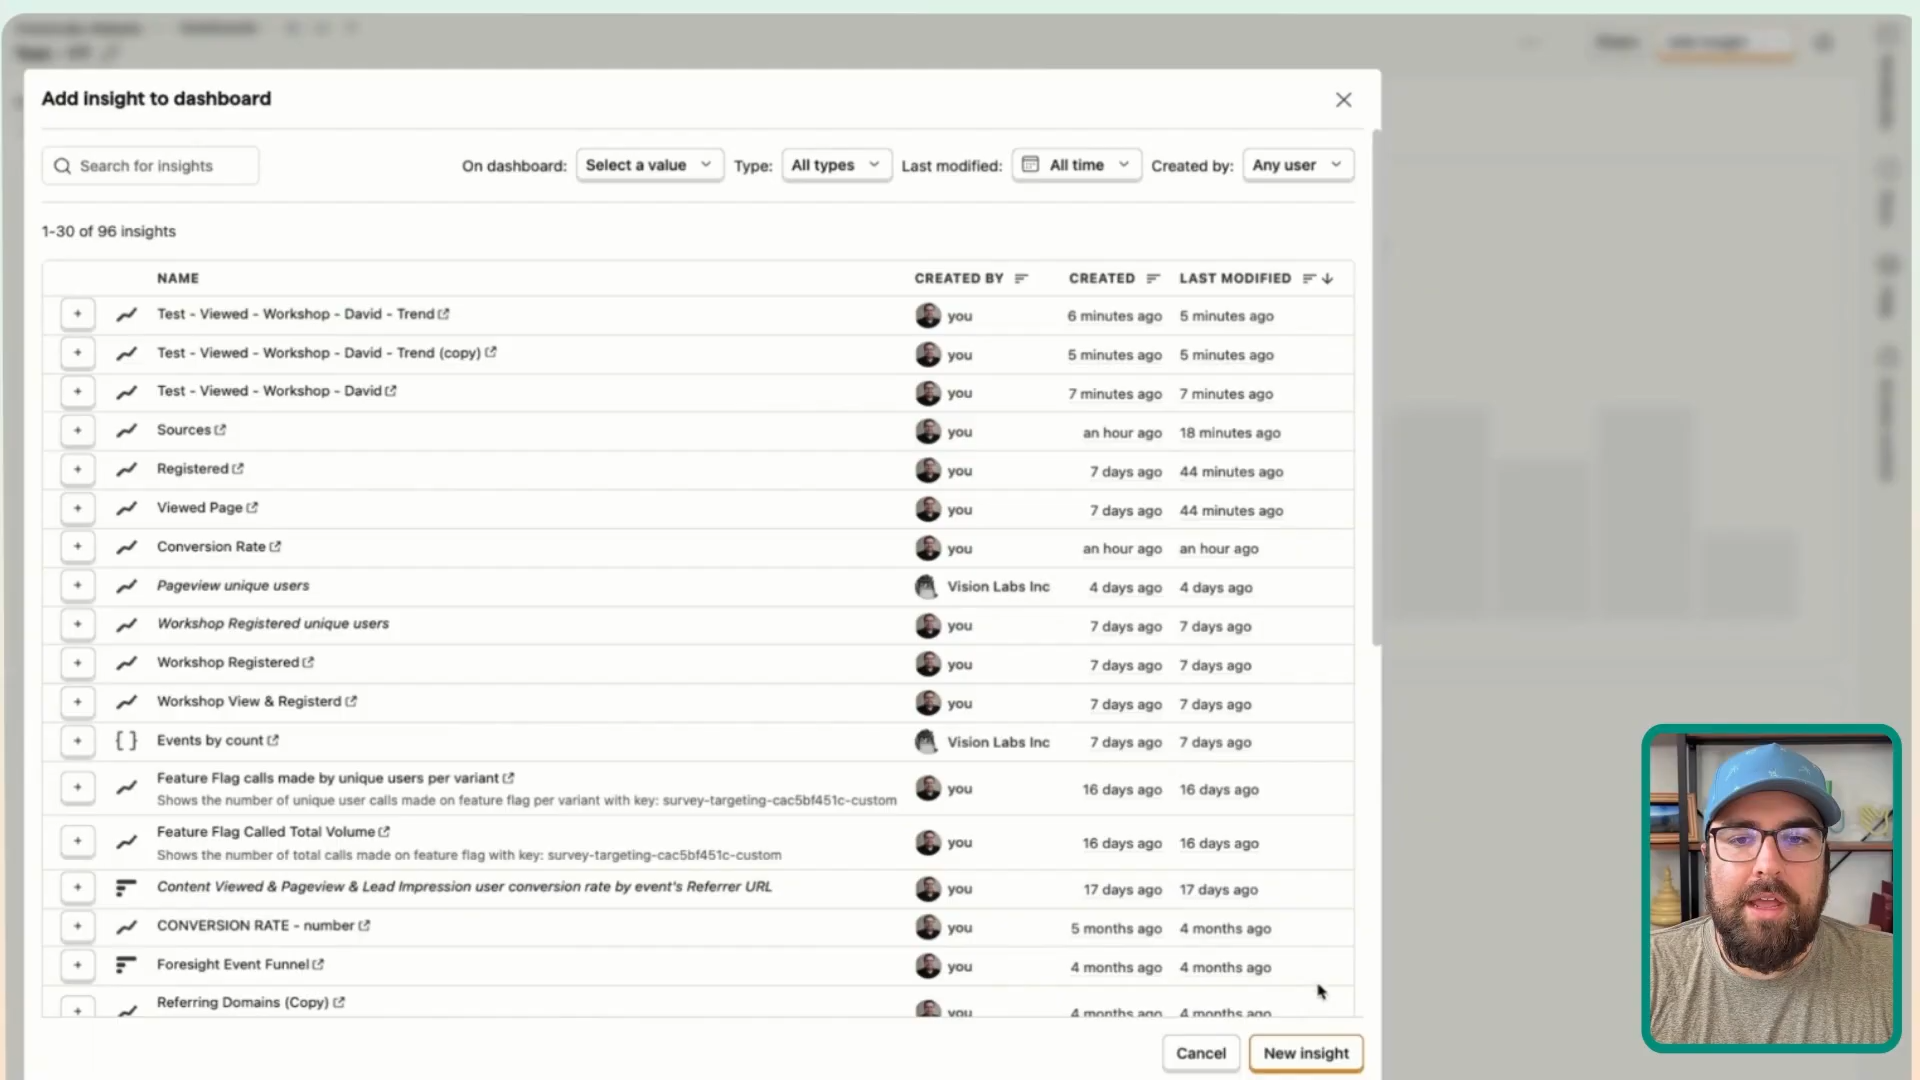 Add insight to dashboard
Search for insights
On dashboard: Select a value Type: All types Last modified: All time Created by: Any user
1-30 of 96 insights
NAME CREATED BY CREATED LAST MODIFIED
+ Test - Viewed - Workshop - David - Trend you 6 minutes ago 5 minutes ago
+ Test - Viewed - Workshop - David - Trend (copy) you 5 minutes ago 5 minutes ago
+ Test - Viewed - Workshop - David you 7 minutes ago 7 minutes ago
+ Sources you an hour ago 18 minutes ago
+ Registered you 7 days ago 44 minutes ago
+ Viewed Page you 7 days ago 44 minutes ago
+ Conversion Rate you an hour ago an hour ago
+ Pageview unique users Vision Labs Inc 4 days ago 4 days ago
+ Workshop Registered unique users you 7 days ago 7 days ago
+ Workshop Registered you 7 days ago 7 days ago
+ Workshop View & Registerd you 7 days ago 7 days ago
+ { } Events by count Vision Labs Inc 7 days ago 7 days ago
+ Feature Flag calls made by unique users per variant you 16 days ago 16 days ago
Shows the number of unique user calls made on feature flag per variant with key: survey-targeting-cac5bf451c-custom
+ Feature Flag Called Total Volume you 16 days ago 16 days ago
Shows the number of total calls made on feature flag with key: survey-targeting-cac5bf451c-custom
+ Content Viewed & Pageview & Lead Impression user conversion rate by event's Referrer URL you 17 days ago 17 days ago
+ CONVERSION RATE - number you 5 months ago 4 months ago
+ Foresight Event Funnel you 4 months ago 4 months ago
+ Referring Domains (Copy) you 4 months ago 4 months ago
Cancel New insight